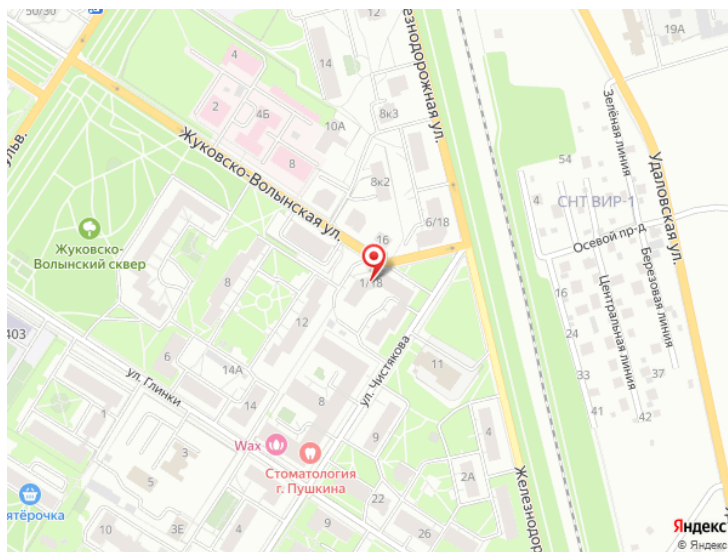 50/30
12
19А
4
14
Железнодорожная ул.
Зелёная линия
2
4Б
10А
8к3
Удаловская ул.
8
54
8к2
4
СНТ ВИР-1
Жуковско-Волынская ул.
6/18
16
Осевой пр-д
Жуковско-
Волынский сквер
8
1/18
16
Березовая линия
Центральная линия
403
24
12
ул. Чистякова
6
ул. Глинки
14А
11
33
37
14
8
41
42
1
Wax
9
4
3
Стоматология
г. Пушкина
5
2А
22
10
3Е
4
9
26
Яндекс
© Яндекс